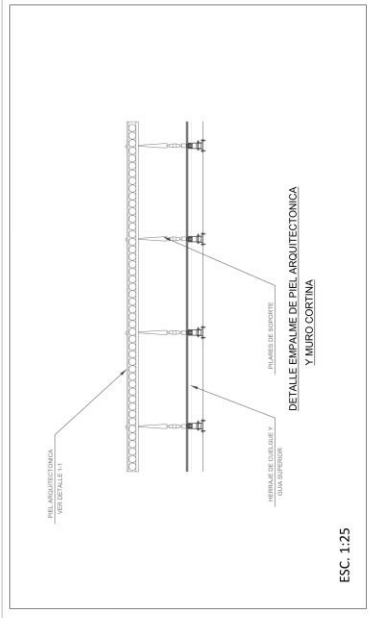 PIEL ARQUITECTONICA
VER DETALLE 1-1
HERRAJE DE CUELGUE Y
GUIA SUPERIOR
PILARES DE SOPORTE
DETALLE EMPALME DE PIEL ARQUITECTONICA
Y MURO CORTINA
ESC. 1:25